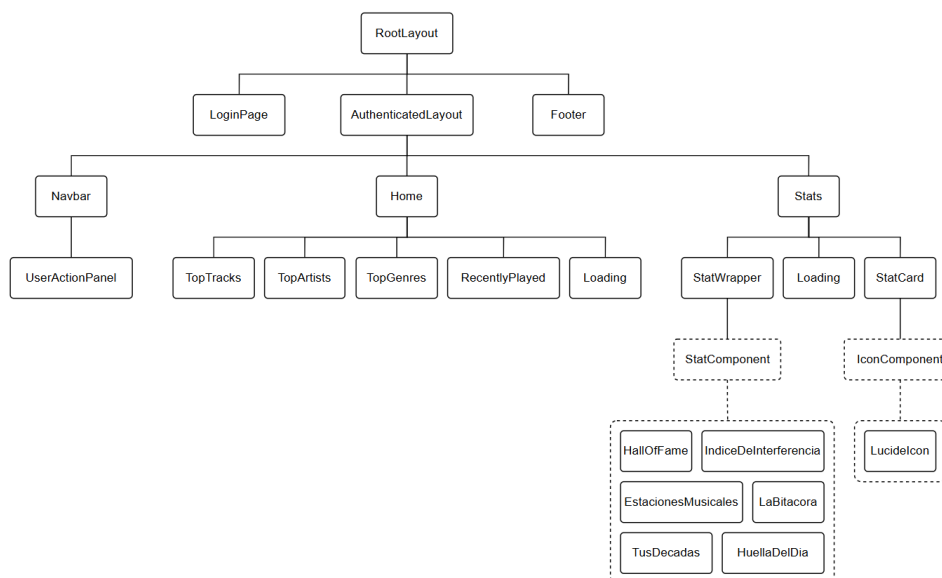 RootLayout
LoginPage
AuthenticatedLayout
Footer
Navbar
Home
Stats
UserActionPanel
TopTracks
TopArtists
TopGenres
RecentlyPlayed
Loading
StatWrapper
Loading
StatCard
StatComponent
IconComponent
HallOfFame
IndiceDeInterferencia
LucideIcon
EstacionesMusicales
LaBitacora
TusDecadas
HuellaDelDia